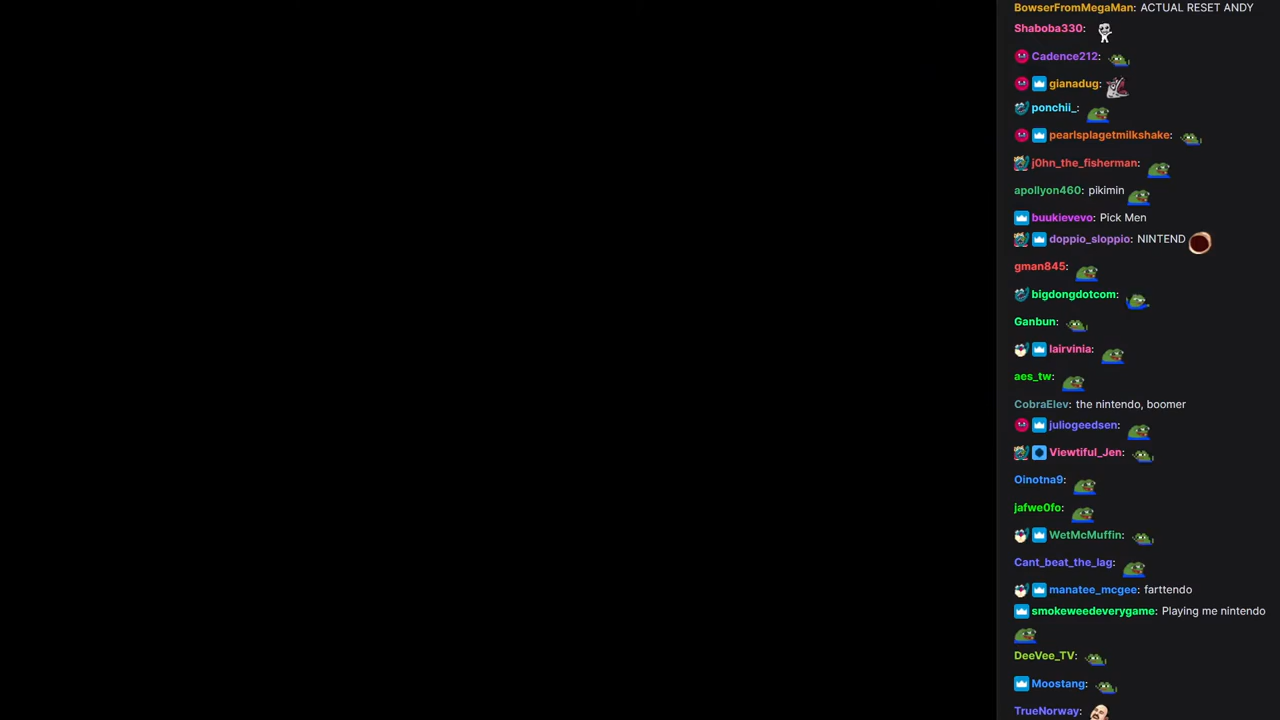 BowserFromMegaMan: ACTUAL RESET ANDY
Shaboba330:
Cadence212:
gianadug:
ponchii_:
pearlsplagetmilkshake:
j0hn_the_fisherman:
apollyon460: pikimin
buukievevo: Pick Men
doppio_sloppio: NINTEND
gman845:
bigdongdotcom:
Ganbun:
lairvinia:
aes_tw:
CobraElev: the nintendo, boomer
juliogeedsen:
Viewtiful_Jen:
Oinotna9:
jafwe0fo:
WetMcMuffin:
Cant_beat_the_lag:
manatee_mcgee: farttendo
smokeweedeverygame: Playing me nintendo
DeeVee_TV:
Moostang:
TrueNorway: